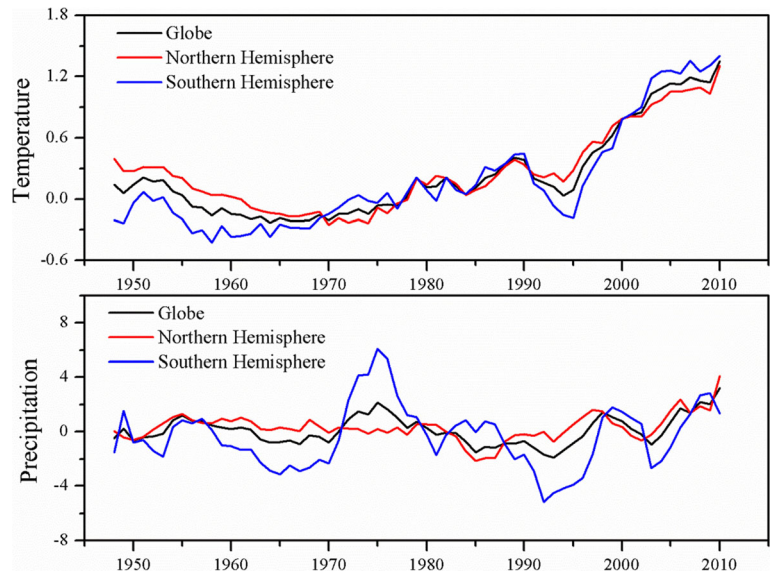 Temperature
1.8
1.2
0.6
0.0
-0.6
Globe
Northern Hemisphere
Southern Hemisphere
1950 1960 1970 1980 1990 2000 2010
Precipitation
8
4
0
-4
-8
Globe
Northern Hemisphere
Southern Hemisphere
1950 1960 1970 1980 1990 2000 2010